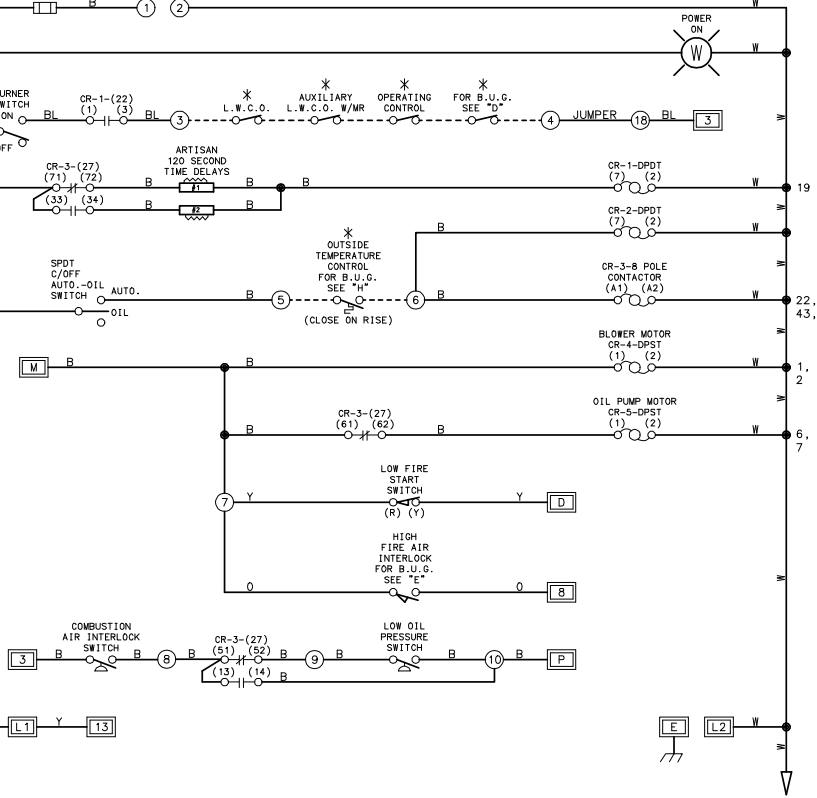 B 1 2 W
POWER
ON
W W
URNER
WITCH
ON
FF
BL
CR-1-(22)
(1) (3)
BL 3
L.W.C.O.
AUXILIARY
L.W.C.O. W/MR
OPERATING
CONTROL
FOR B.U.G.
SEE "D"
4 JUMPER 18 BL 3
W
ARTISAN
120 SECOND
TIME DELAYS
CR-3-(27)
(71) (72)
B #1 B B
CR-1-DPDT
(7) (2)
W 19
(33) (34)
B #2 B
W
CR-2-DPDT
(7) (2)
B W
OUTSIDE
TEMPERATURE
CONTROL
FOR B.U.G.
SEE "H"
(CLOSE ON RISE)
SPDT
C/OFF
AUTO.-OIL
SWITCH
AUTO.
OIL
W
CR-3-8 POLE
CONTACTOR
(A1) (A2)
B 5 6 B W 22,
43,
W
BLOWER MOTOR
CR-4-DPST
(1) (2)
M B B W 1,
2
W
OIL PUMP MOTOR
CR-5-DPST
(1) (2)
CR-3-(27)
(61) (62)
B B W 6,
7
LOW FIRE
START
SWITCH
7 Y Y D
(R) (Y)
HIGH
FIRE AIR
INTERLOCK
FOR B.U.G.
SEE "E"
W
O O 8
COMBUSTION
AIR INTERLOCK
SWITCH
CR-3-(27)
(51) (52)
LOW OIL
PRESSURE
SWITCH
3 B B 8 B B 9 B B 10 B P
(13) (14)
B
L1 Y 13 E L2 W
W